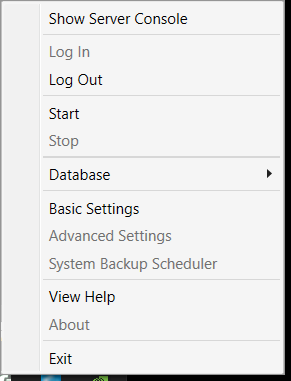 Show Server Console
Log In
Log Out
Start
Stop
Database
Basic Settings
Advanced Settings
System Backup Scheduler
View Help
About
Exit